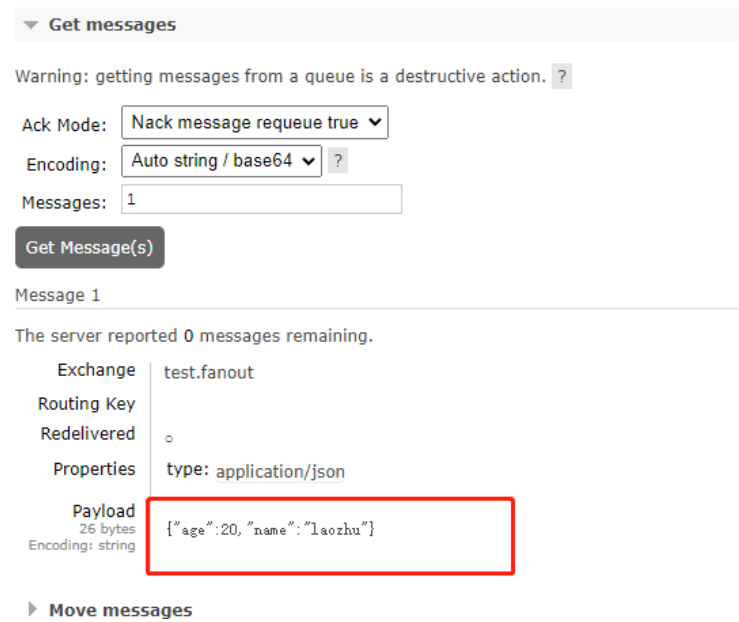 Get messages
Warning: getting messages from a queue is a destructive action. ?
Ack Mode: Nack message requeue true
Encoding: Auto string / base64 ?
Messages: 1
Get Message(s)
Message 1
The server reported 0 messages remaining.
Exchange test.fanout
Routing Key
Redelivered ○
Properties type: application/json
Payload
26 bytes
Encoding: string
{"age":20,"name":"laozhu"}
Move messages